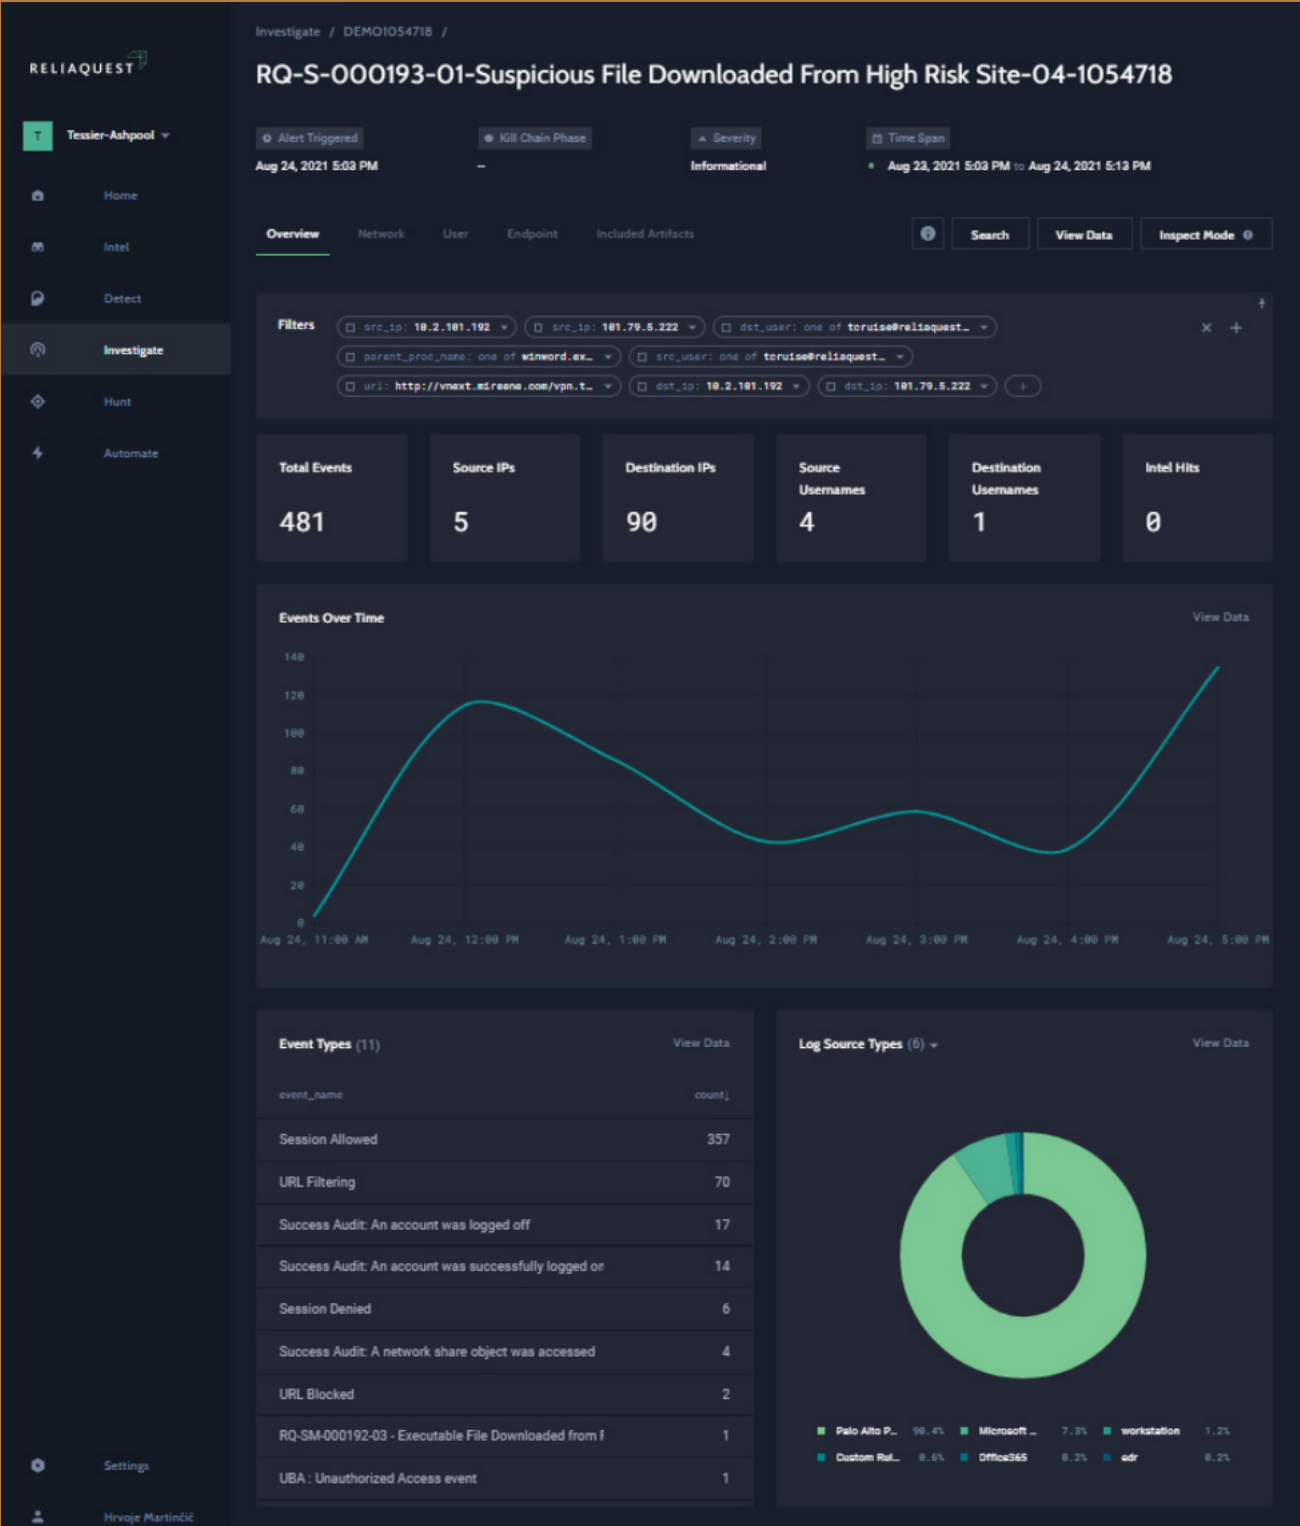 Investigate / DEMO1054718 /
RELIAQUEST
RQ-S-000193-01-Suspicious File Downloaded From High Risk Site-04-1054718
T Tessier-Ashpool
Alert Triggered Kill Chain Phase Severity Time Span
Aug 24, 2021 5:03 PM – Informational Aug 23, 2021 5:03 PM to Aug 24, 2021 5:13 PM
Home
Intel
Detect
Investigate
Hunt
Automate
Overview Network User Endpoint Included Artifacts Search View Data Inspect Mode
Filters src_ip: 10.2.101.192 src_ip: 101.79.5.222 dst_user: one of tcruise@reliaquest…
parent_proc_name: one of winword.ex… src_user: one of tcruise@reliaquest…
url: http://vnext.mireene.com/vpn.t… dst_ip: 10.2.101.192 dst_ip: 101.79.5.222 +
Total Events Source IPs Destination IPs Source Usernames Destination Usernames Intel Hits
481 5 90 4 1 0
Events Over Time View Data
140
120
100
80
60
40
20
0
Aug 24, 11:00 AM Aug 24, 12:00 PM Aug 24, 1:00 PM Aug 24, 2:00 PM Aug 24, 3:00 PM Aug 24, 4:00 PM Aug 24, 5:00 PM
Event Types (11) View Data
event_name count↓
Session Allowed 357
URL Filtering 70
Success Audit: An account was logged off 17
Success Audit: An account was successfully logged on 14
Session Denied 6
Success Audit: A network share object was accessed 4
URL Blocked 2
RQ-SM-000192-03 - Executable File Downloaded from F 1
UBA : Unauthorized Access event 1
Log Source Types (6) View Data
Palo Alto P… 90.4% Microsoft … 7.3% workstation 1.2%
Custom Rul… 0.6% Office365 0.2% edr 0.2%
Settings
Hrvoje Martinčić